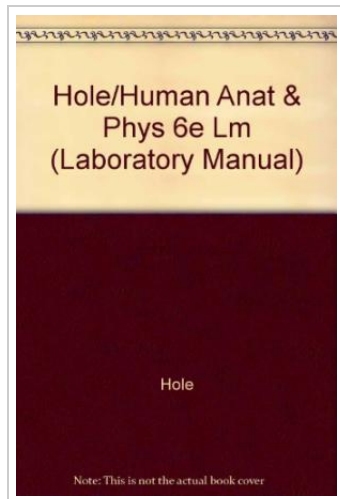 Hole/Human Anat &
Phys 6e Lm
(Laboratory Manual)
Hole
Note: This is not the actual book cover